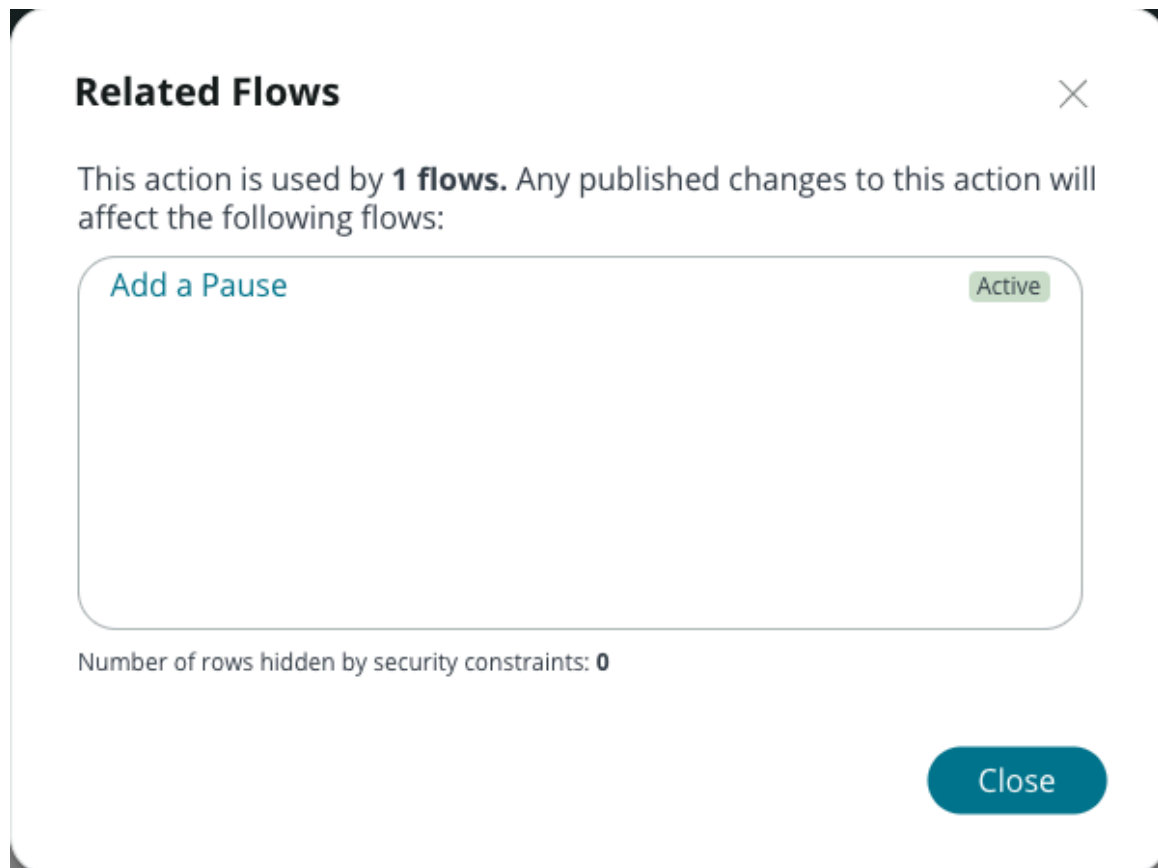 Related Flows
This action is used by 1 flows. Any published changes to this action will
affect the following flows:
Add a Pause Active
Number of rows hidden by security constraints: 0
Close